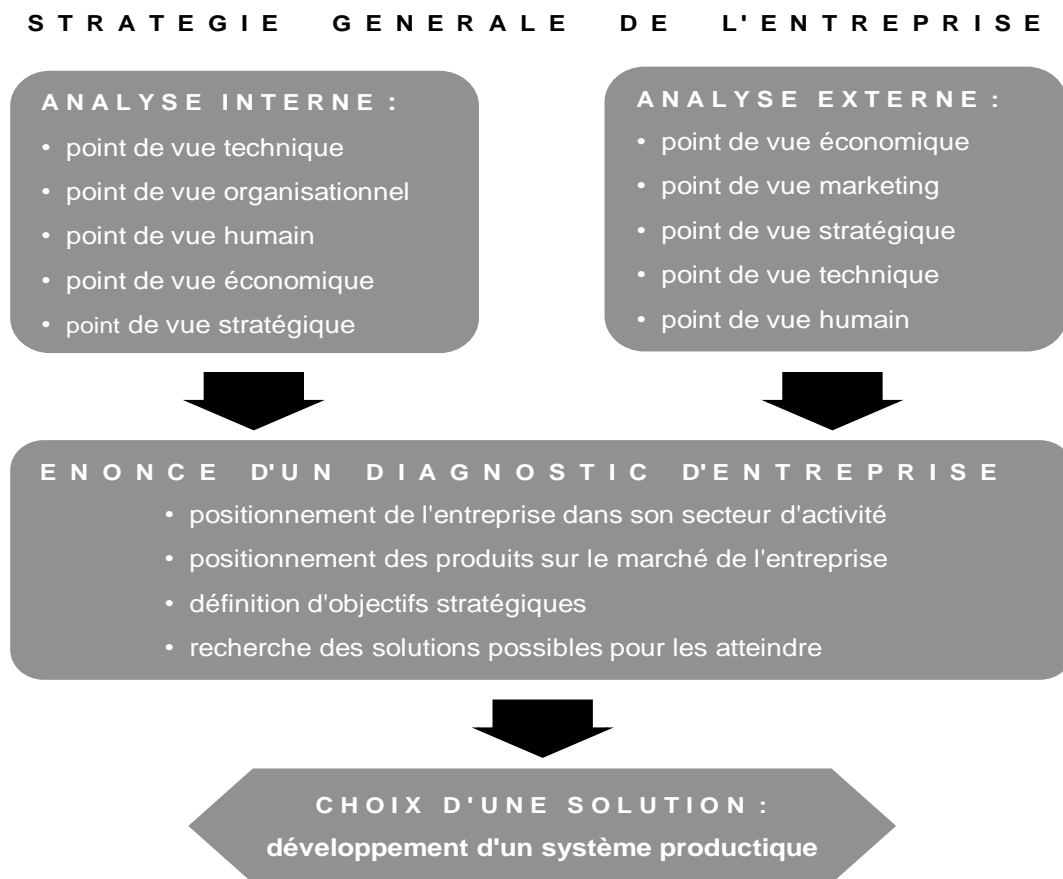 STRATEGIE GENERALE DE L'ENTREPRISE
ANALYSE INTERNE :
• point de vue technique
• point de vue organisationnel
• point de vue humain
• point de vue économique
• point de vue stratégique
ANALYSE EXTERNE :
• point de vue économique
• point de vue marketing
• point de vue stratégique
• point de vue technique
• point de vue humain
ENONCE D'UN DIAGNOSTIC D'ENTREPRISE
• positionnement de l'entreprise dans son secteur d'activité
• positionnement des produits sur le marché de l'entreprise
• définition d'objectifs stratégiques
• recherche des solutions possibles pour les atteindre
CHOIX D'UNE SOLUTION :
développement d'un système productique